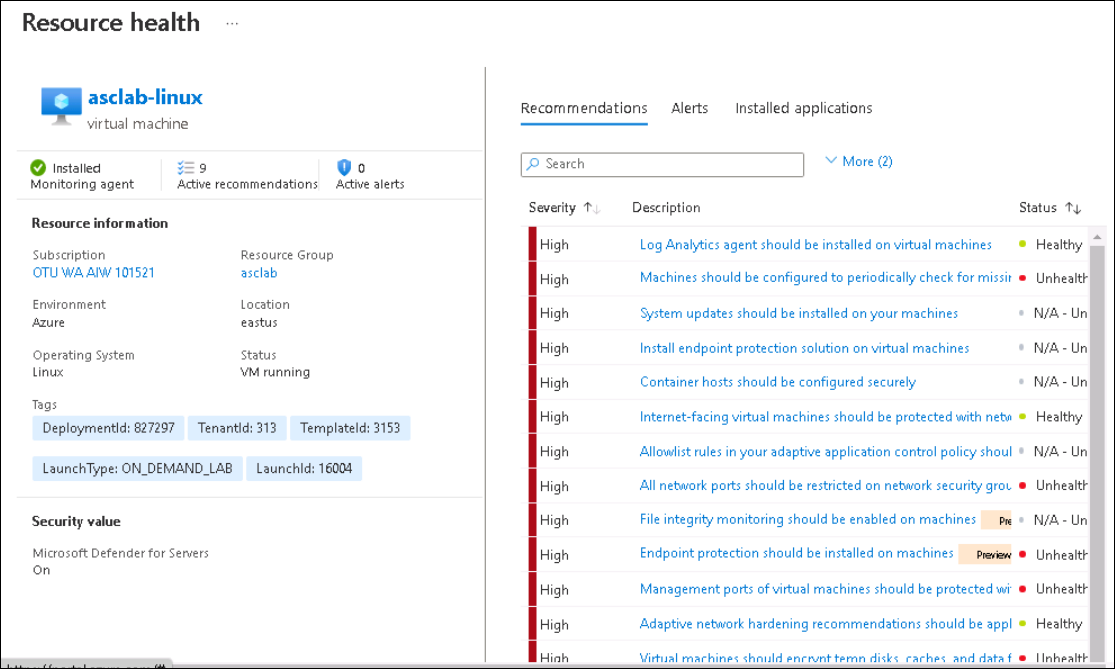 Resource health ...
asclab-linux
virtual machine
Installed
Monitoring agent
9
Active recommendations
0
Active alerts
Resource information
Subscription
OTU WA AIW 101521
Resource Group
asclab
Environment
Azure
Location
eastus
Operating System
Linux
Status
VM running
Tags
DeploymentId: 827297 TenantId: 313 TemplateId: 3153
LaunchType: ON_DEMAND_LAB LaunchId: 16004
Security value
Microsoft Defender for Servers
On
Recommendations Alerts Installed applications
Search More (2)
Severity Description Status
High Log Analytics agent should be installed on virtual machines Healthy
High Machines should be configured to periodically check for missin Unhealth
High System updates should be installed on your machines N/A - Un
High Install endpoint protection solution on virtual machines N/A - Un
High Container hosts should be configured securely N/A - Un
High Internet-facing virtual machines should be protected with netw Healthy
High Allowlist rules in your adaptive application control policy shoul N/A - Un
High All network ports should be restricted on network security grou Unhealth
High File integrity monitoring should be enabled on machines Pre N/A - Un
High Endpoint protection should be installed on machines Preview Unhealth
High Management ports of virtual machines should be protected wi Unhealth
High Adaptive network hardening recommendations should be appl Healthy
High Virtual machines should encrypt temp disks, caches, and data f Unhealth